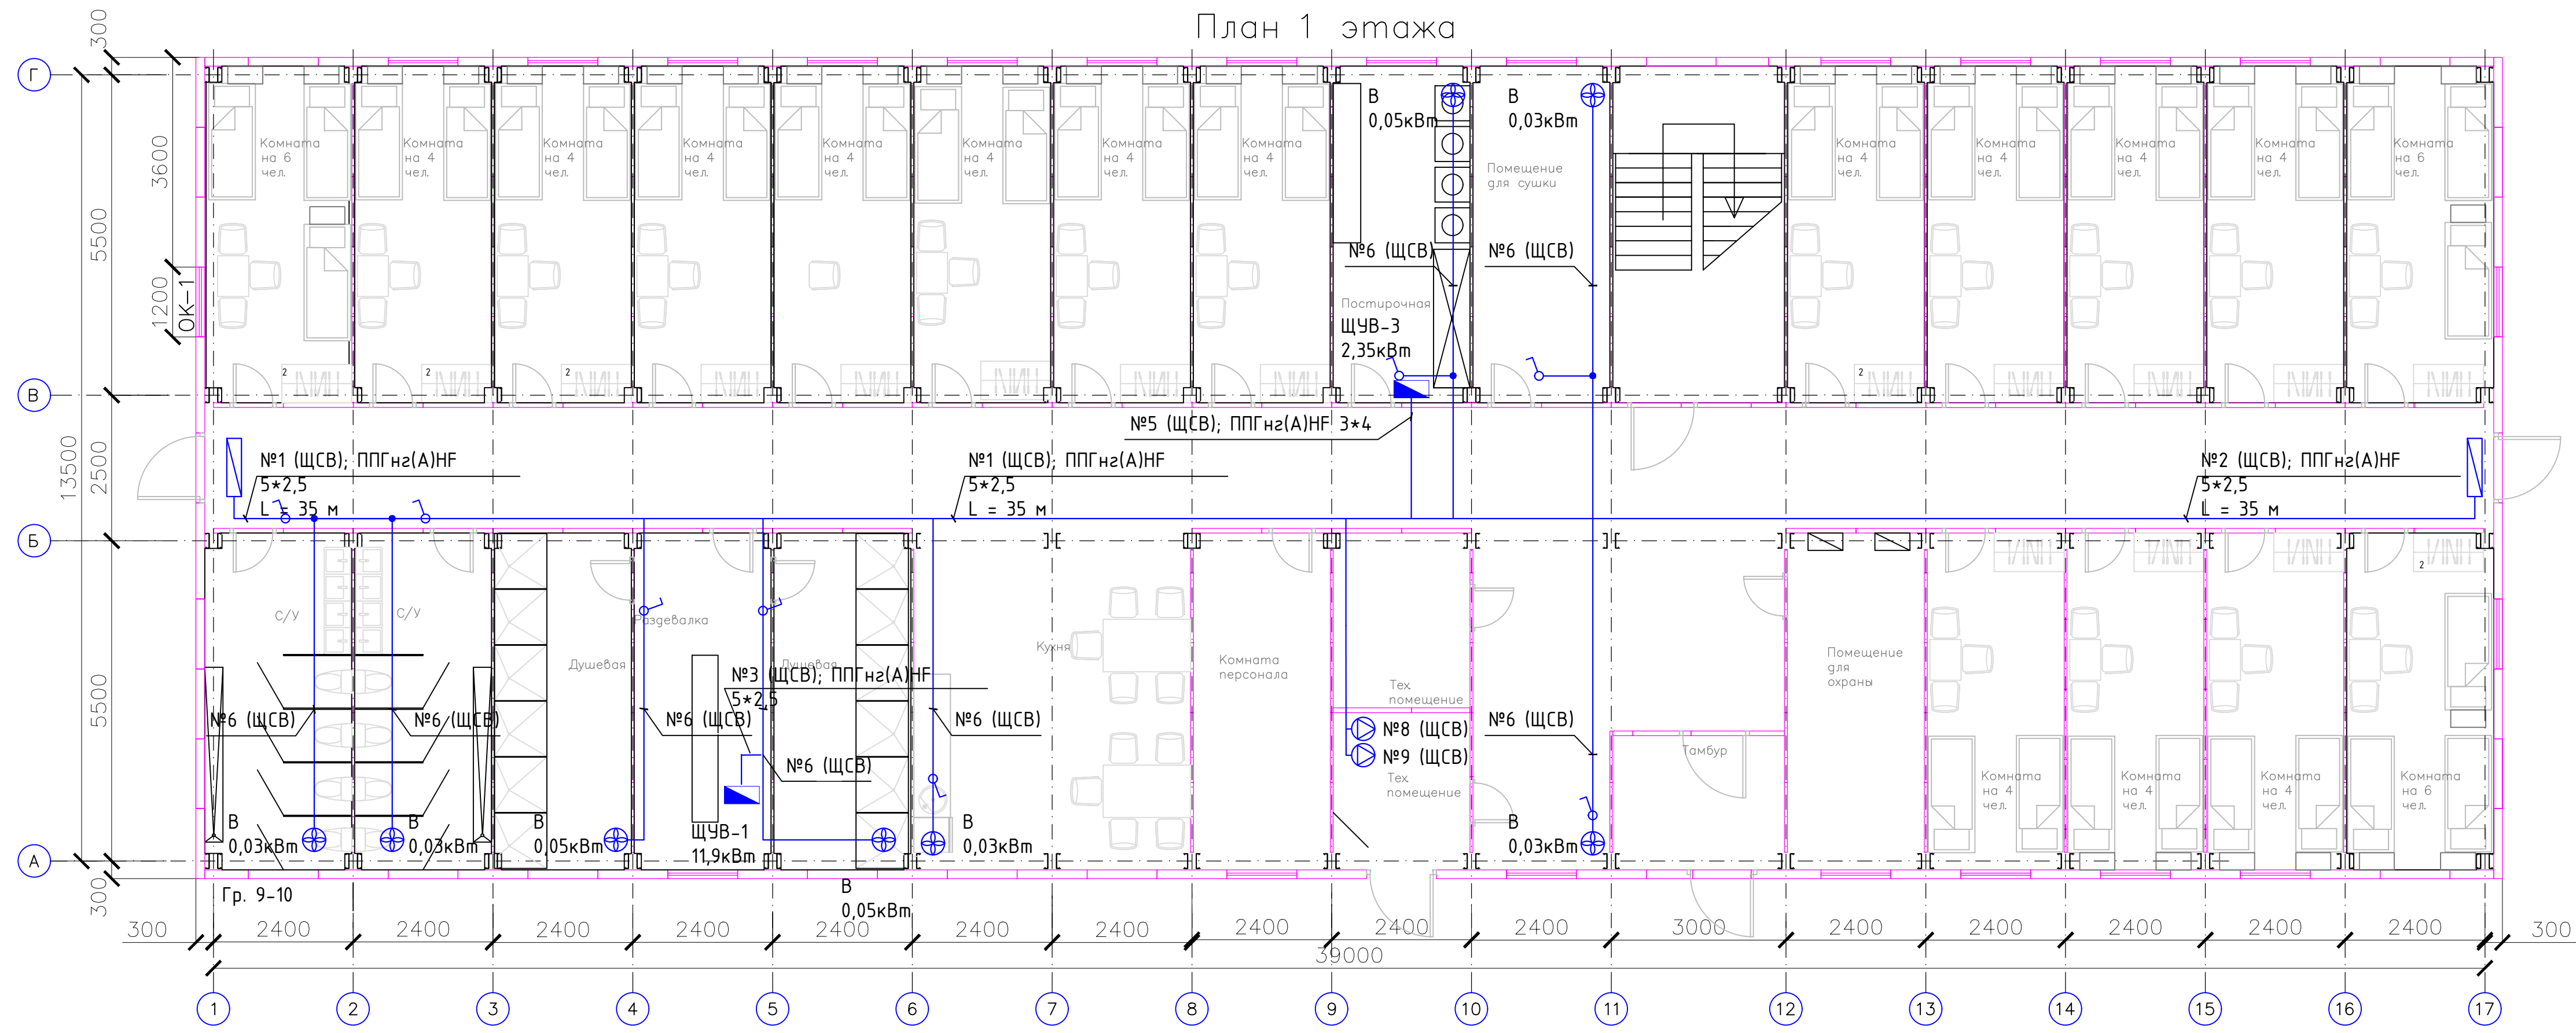 План 1 этажа
300
Г
3600
5500
1200
ОК-1
В
13500
2500
Б
5500
А
300
Комната
на 6
чел.
Комната
на 4
чел.
Комната
на 4
чел.
Комната
на 4
чел.
Комната
на 4
чел.
Комната
на 4
чел.
Комната
на 4
чел.
Комната
на 4
чел.
В
0,05кВт
В
0,03кВт
Помещение
для сушки
Комната
на 4
чел.
Комната
на 4
чел.
Комната
на 4
чел.
Комната
на 4
чел.
Комната
на 6
чел.
№6 (ЩСВ)
№6 (ЩСВ)
Постирочная
ЩУВ-3
2,35кВт
2
2
2
2
№5 (ЩСВ); ППГнг(А)HF 3*4
№1 (ЩСВ); ППГнг(А)HF
5*2,5
L = 35 м
№1 (ЩСВ); ППГнг(А)HF
5*2,5
L = 35 м
№2 (ЩСВ); ППГнг(А)HF
5*2,5
L = 35 м
2
С/У
С/У
Раздевалка
Душевая
Душевая
Кухня
Комната
персонала
Тех.
помещение
Помещение
для
охраны
№3 (ЩСВ); ППГнг(А)HF
5*2,5
№6 (ЩСВ)
№6 (ЩСВ)
№6 (ЩСВ)
№6 (ЩСВ)
№6 (ЩСВ)
№8 (ЩСВ)
№9 (ЩСВ)
Тех.
помещение
№6 (ЩСВ)
Тамбур
Комната
на 4
чел.
Комната
на 4
чел.
Комната
на 4
чел.
Комната
на 6
чел.
В
0,03кВт
В
0,03кВт
В
0,05кВт
ЩУВ-1
11,9кВт
В
0,03кВт
В
0,03кВт
Гр. 9-10
В
0,05кВт
300
2400
2400
2400
2400
2400
2400
2400
2400
2400
2400
3000
2400
2400
2400
2400
2400
300
39000
1
2
3
4
5
6
7
8
9
10
11
12
13
14
15
16
17